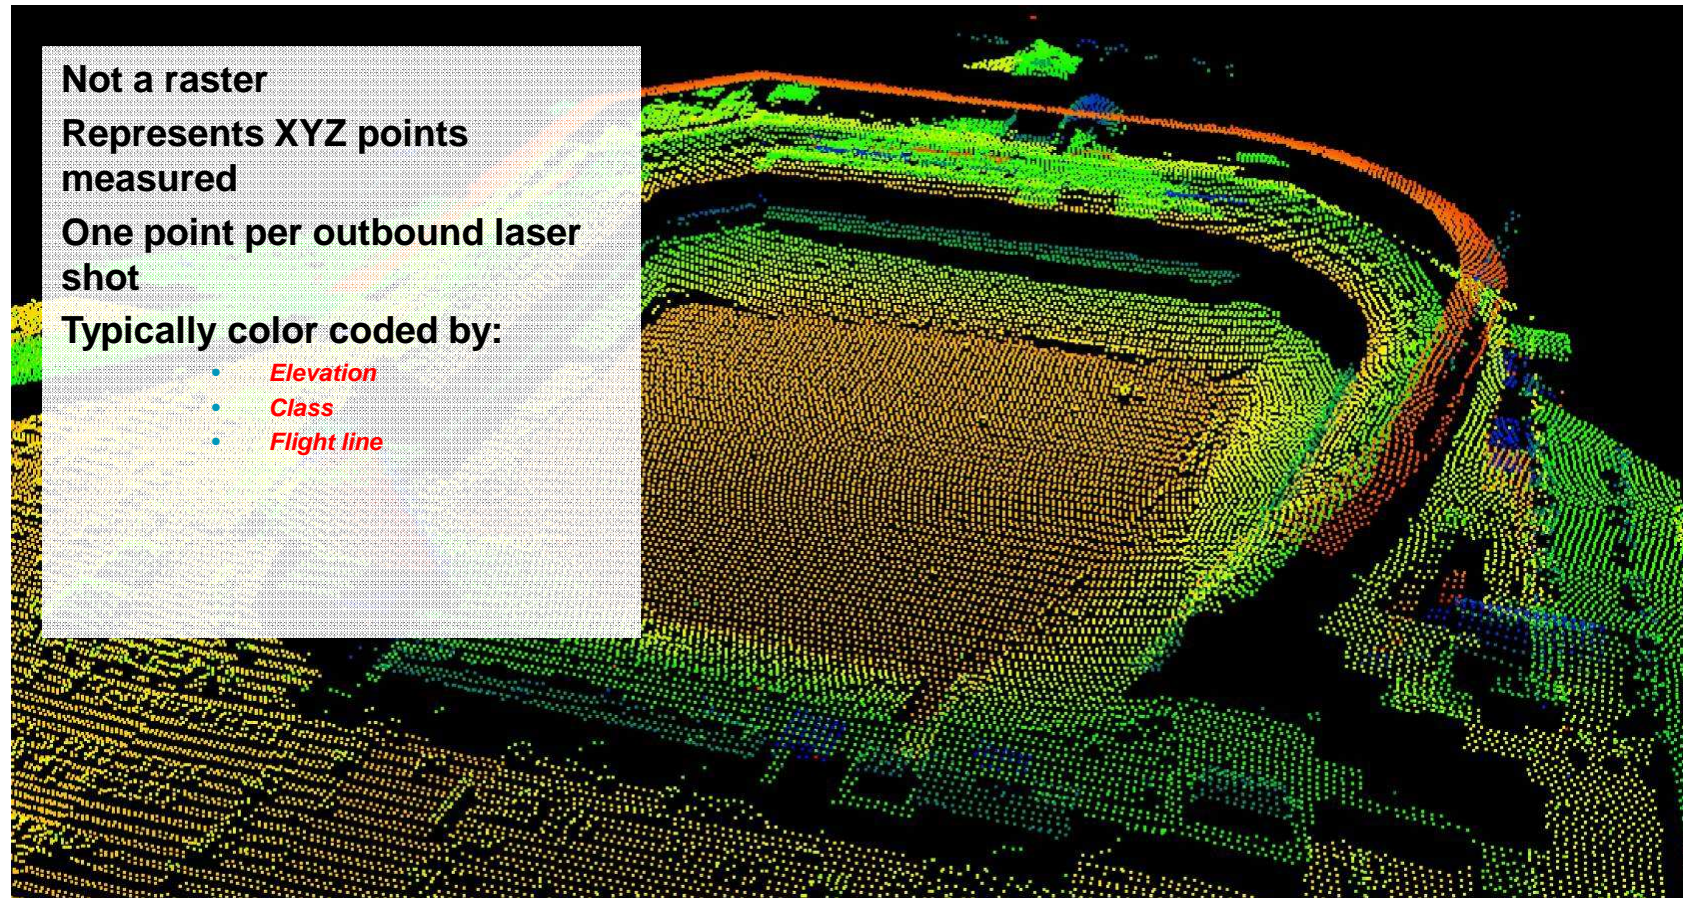 Not a raster
Represents XYZ points
measured
One point per outbound laser
shot
Typically color coded by:
• Elevation
• Class
• Flight line